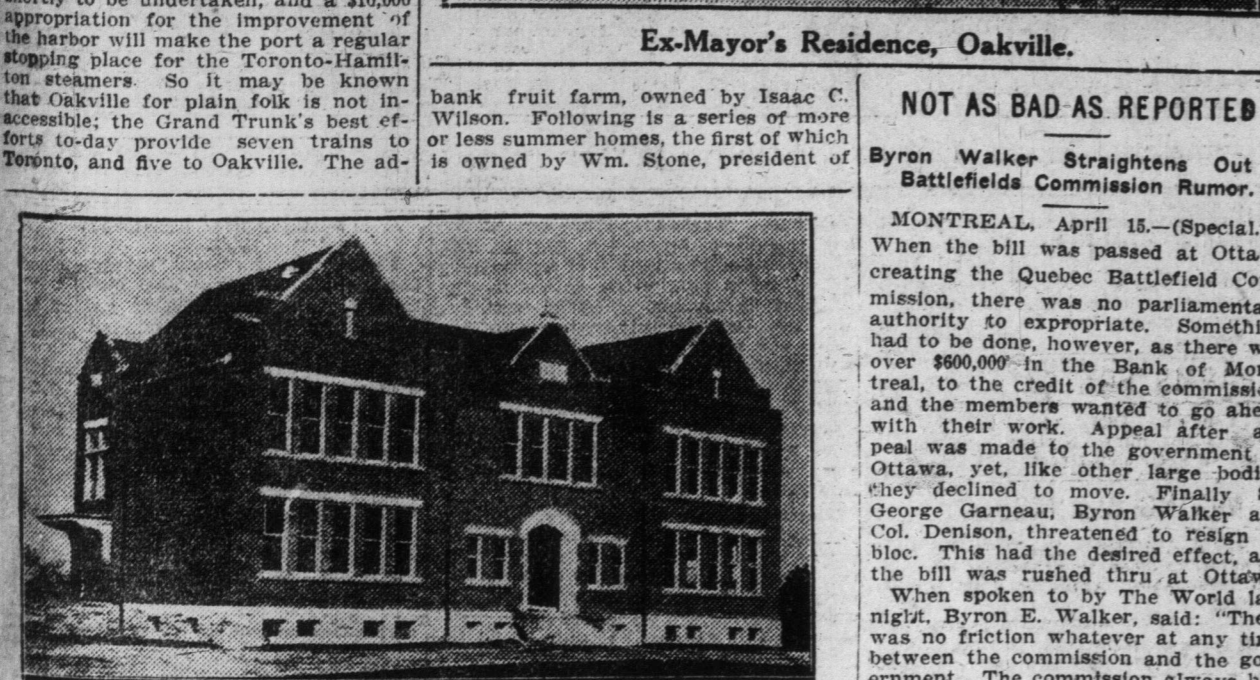 appropriation for the improvement of
the harbor will make the port a regular
stopping place for the Toronto-Hamil-
ton steamers. So it may be known
that Oakville for plain folk is not in-
accessible; the Grand Trunk's best ef-
forts to-day provide seven trains to
Toronto, and five to Oakville. The ad-
Ex-Mayor's Residence, Oakville.
bank fruit farm, owned by Isaac C.
Wilson. Following is a series of more
or less summer homes, the first of which
is owned by Wm. Stone, president of
NOT AS BAD AS REPORTED
Byron Walker Straightens Out
Battlefields Commission Rumor.
MONTREAL, April 15.—(Special.
When the bill was passed at Otta
creating the Quebec Battlefield Co
mission, there was no parliamenta
authority to expropriate. Somethi
had to be done, however, as there w
over $600,000 in the Bank of Mon
treal, to the credit of the commissi
and the members wanted to go ahe
with their work. Appeal after a
peal was made to the government
Ottawa, yet, like other large bodi
they declined to move. Finally
George Garneau, Byron Walker a
Col. Denison, threatened to resign
bloc. This had the desired effect, a
the bill was rushed thru at Ottaw
When spoken to by The World la
night, Byron E. Walker, said: "The
was no friction whatever at any ti
between the commission and the go
ernment. The commission always